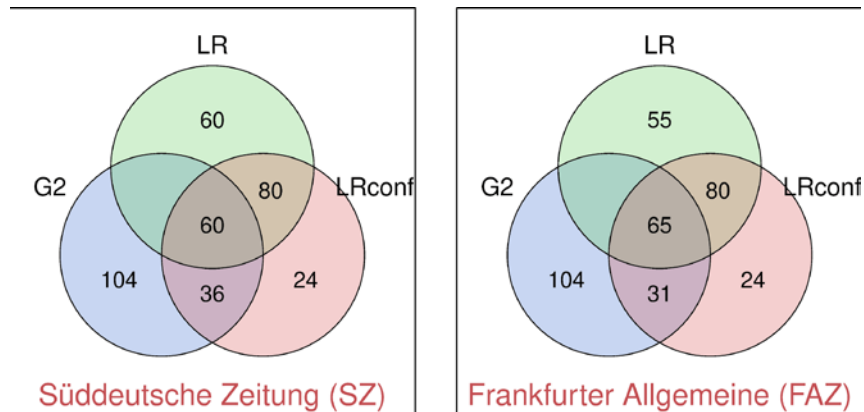 LR
60
G2
80
LRconf
60
104
36
24
Süddeutsche Zeitung (SZ)
LR
55
G2
80
LRconf
65
104
31
24
Frankfurter Allgemeine (FAZ)